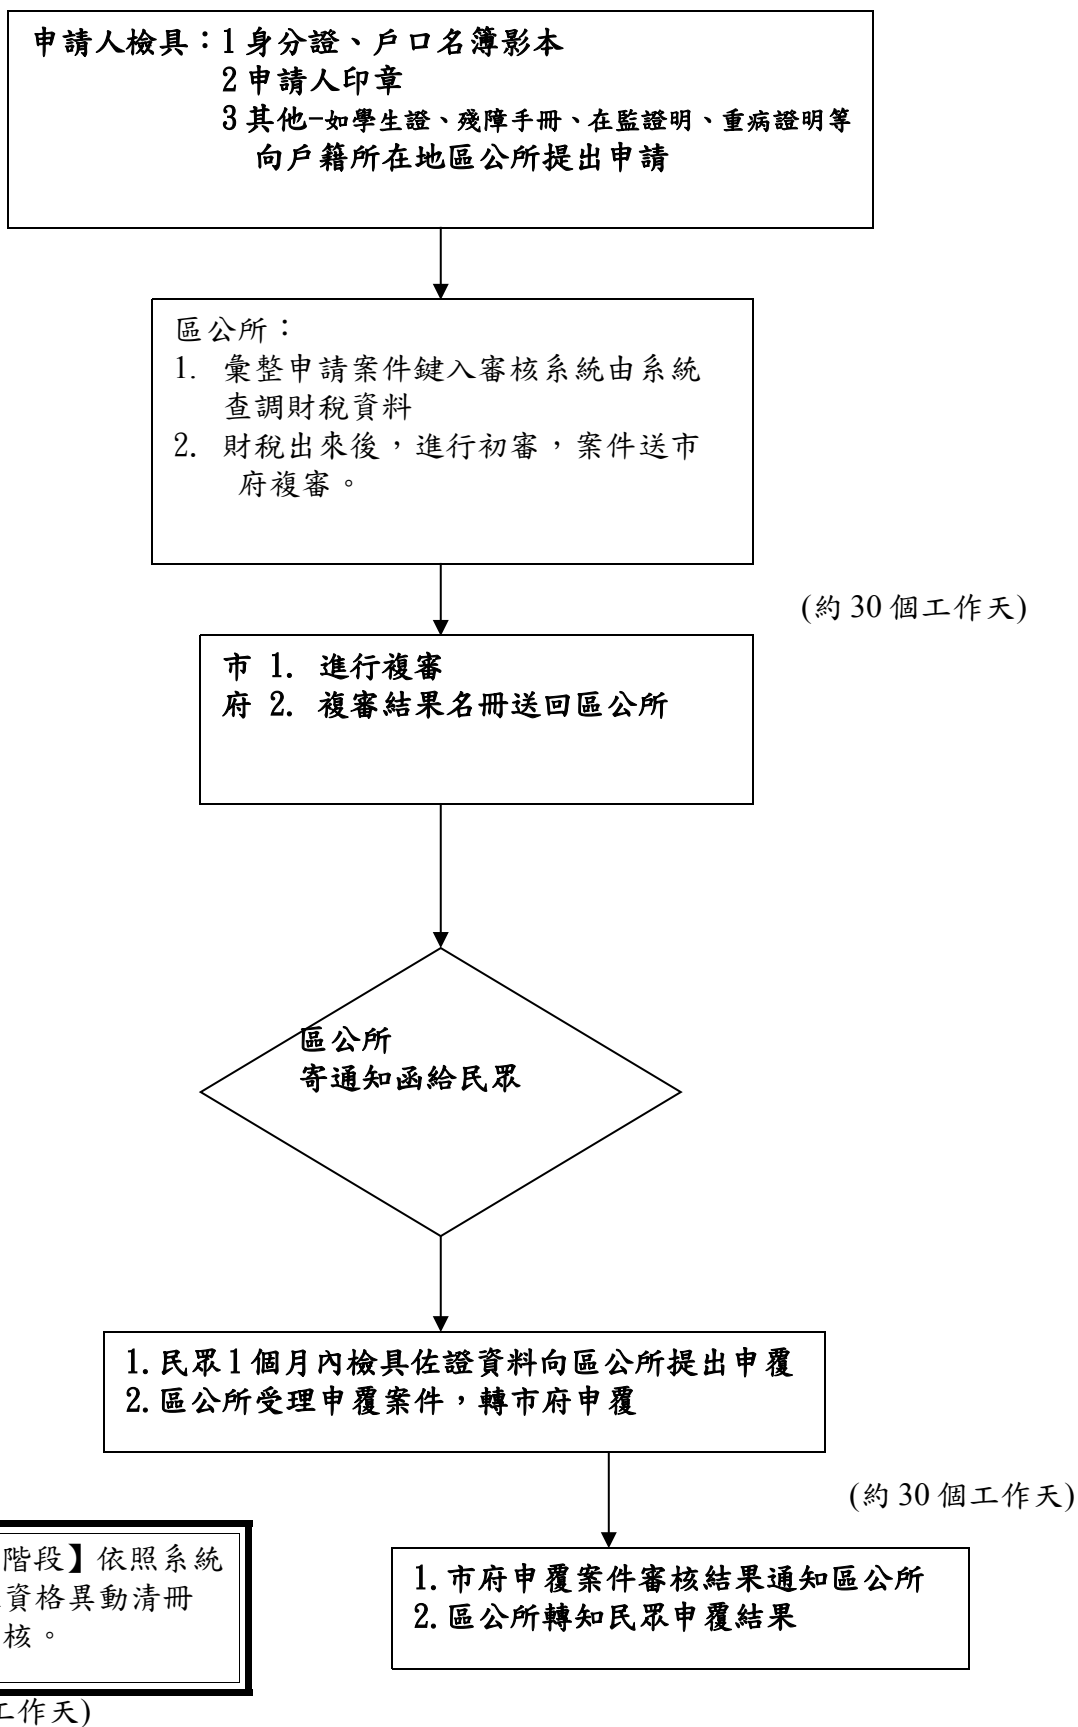 申請人檢具：1 身分證、戶口名簿影本
2 申請人印章
3 其他-如學生證、殘障手冊、在監證明、重病證明等
向戶籍所在地區公所提出申請
區公所：
1. 彙整申請案件鍵入審核系統由系統
查調財稅資料
2. 財稅出來後，進行初審，案件送市
府複審。
(約 30 個工作天)
市 1. 進行複審
府 2. 複審結果名冊送回區公所
區公所
寄通知函給民眾
1.民眾 1 個月內檢具佐證資料向區公所提出申覆
2.區公所受理申覆案件，轉市府申覆
(約 30 個工作天)
1.市府申覆案件審核結果通知區公所
2.區公所轉知民眾申覆結果
階段】依照系統
資格異動清冊
核。
工作天)